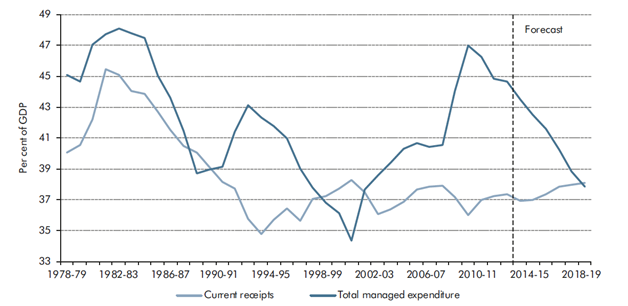 49
47
45
43
41
39
37
35
33
Per cent of GDP
Forecast
1978-79 1982-83 1986-87 1990-91 1994-95 1998-99 2002-03 2006-07 2010-11 2014-15 2018-19
Current receipts Total managed expenditure